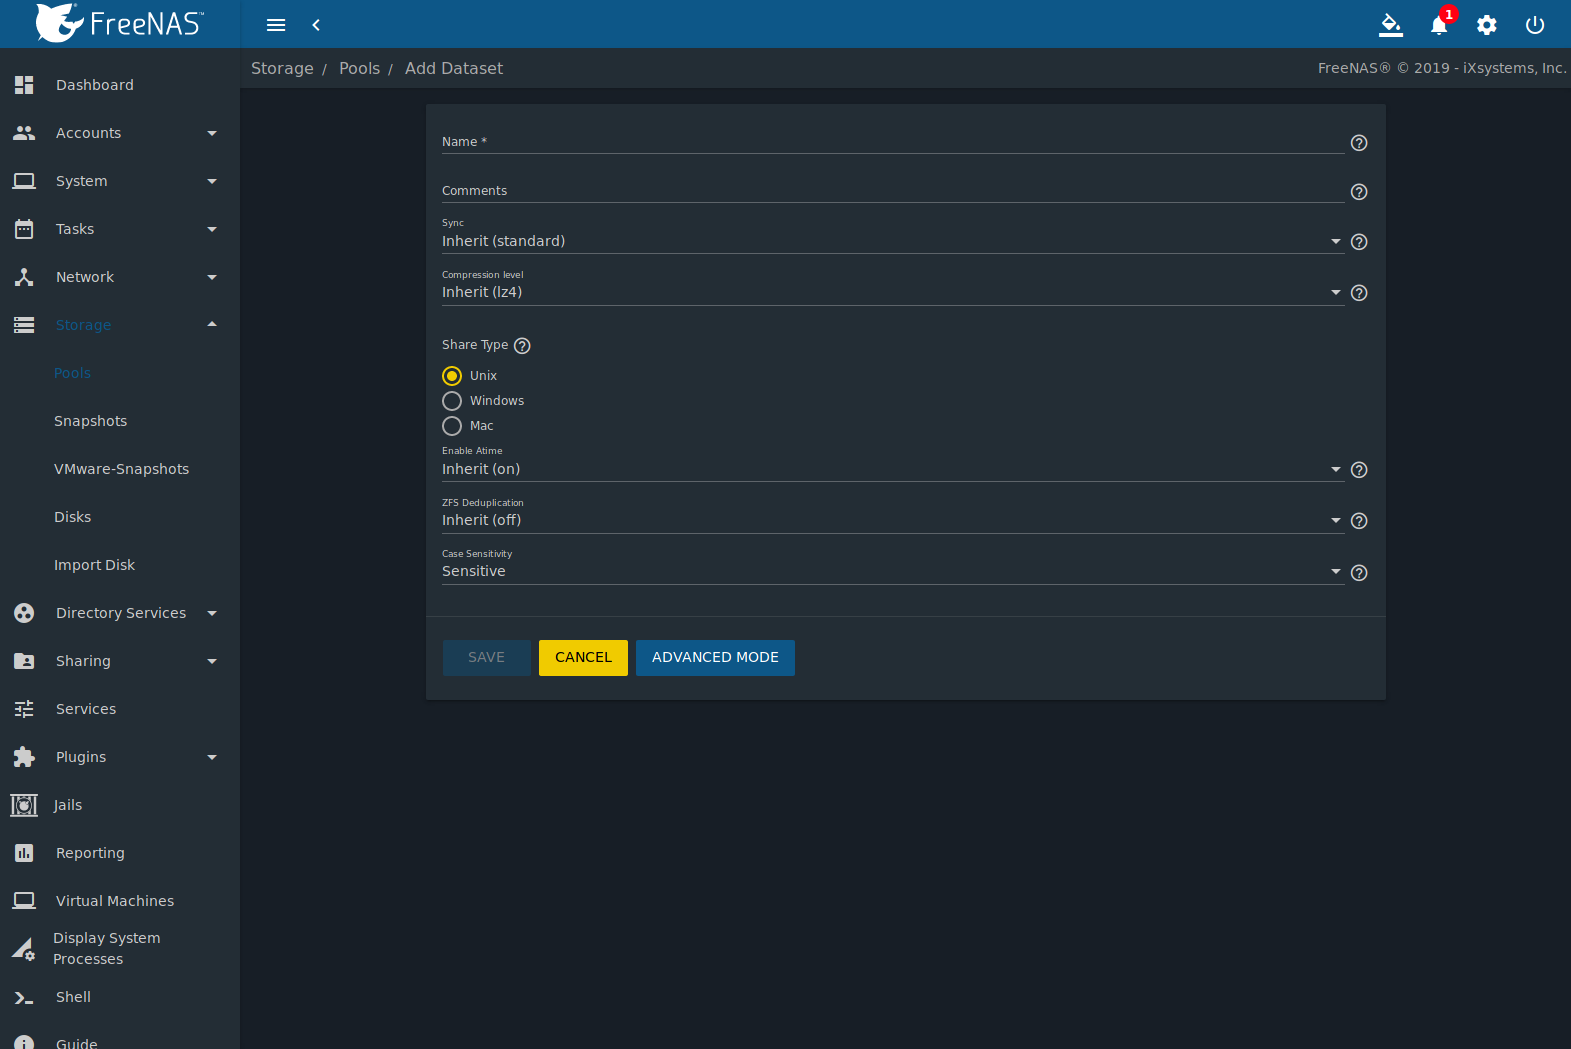 FreeNAS™
1
Storage / Pools / Add Dataset
FreeNAS® © 2019 - iXsystems, Inc.
Dashboard
Accounts
System
Tasks
Network
Storage
Pools
Snapshots
VMware-Snapshots
Disks
Import Disk
Directory Services
Sharing
Services
Plugins
Jails
Reporting
Virtual Machines
Display System
Processes
Shell
Guide
Name *
Comments
Sync
Inherit (standard)
Compression level
Inherit (lz4)
Share Type
Unix
Windows
Mac
Enable Atime
Inherit (on)
ZFS Deduplication
Inherit (off)
Case Sensitivity
Sensitive
SAVE
CANCEL
ADVANCED MODE